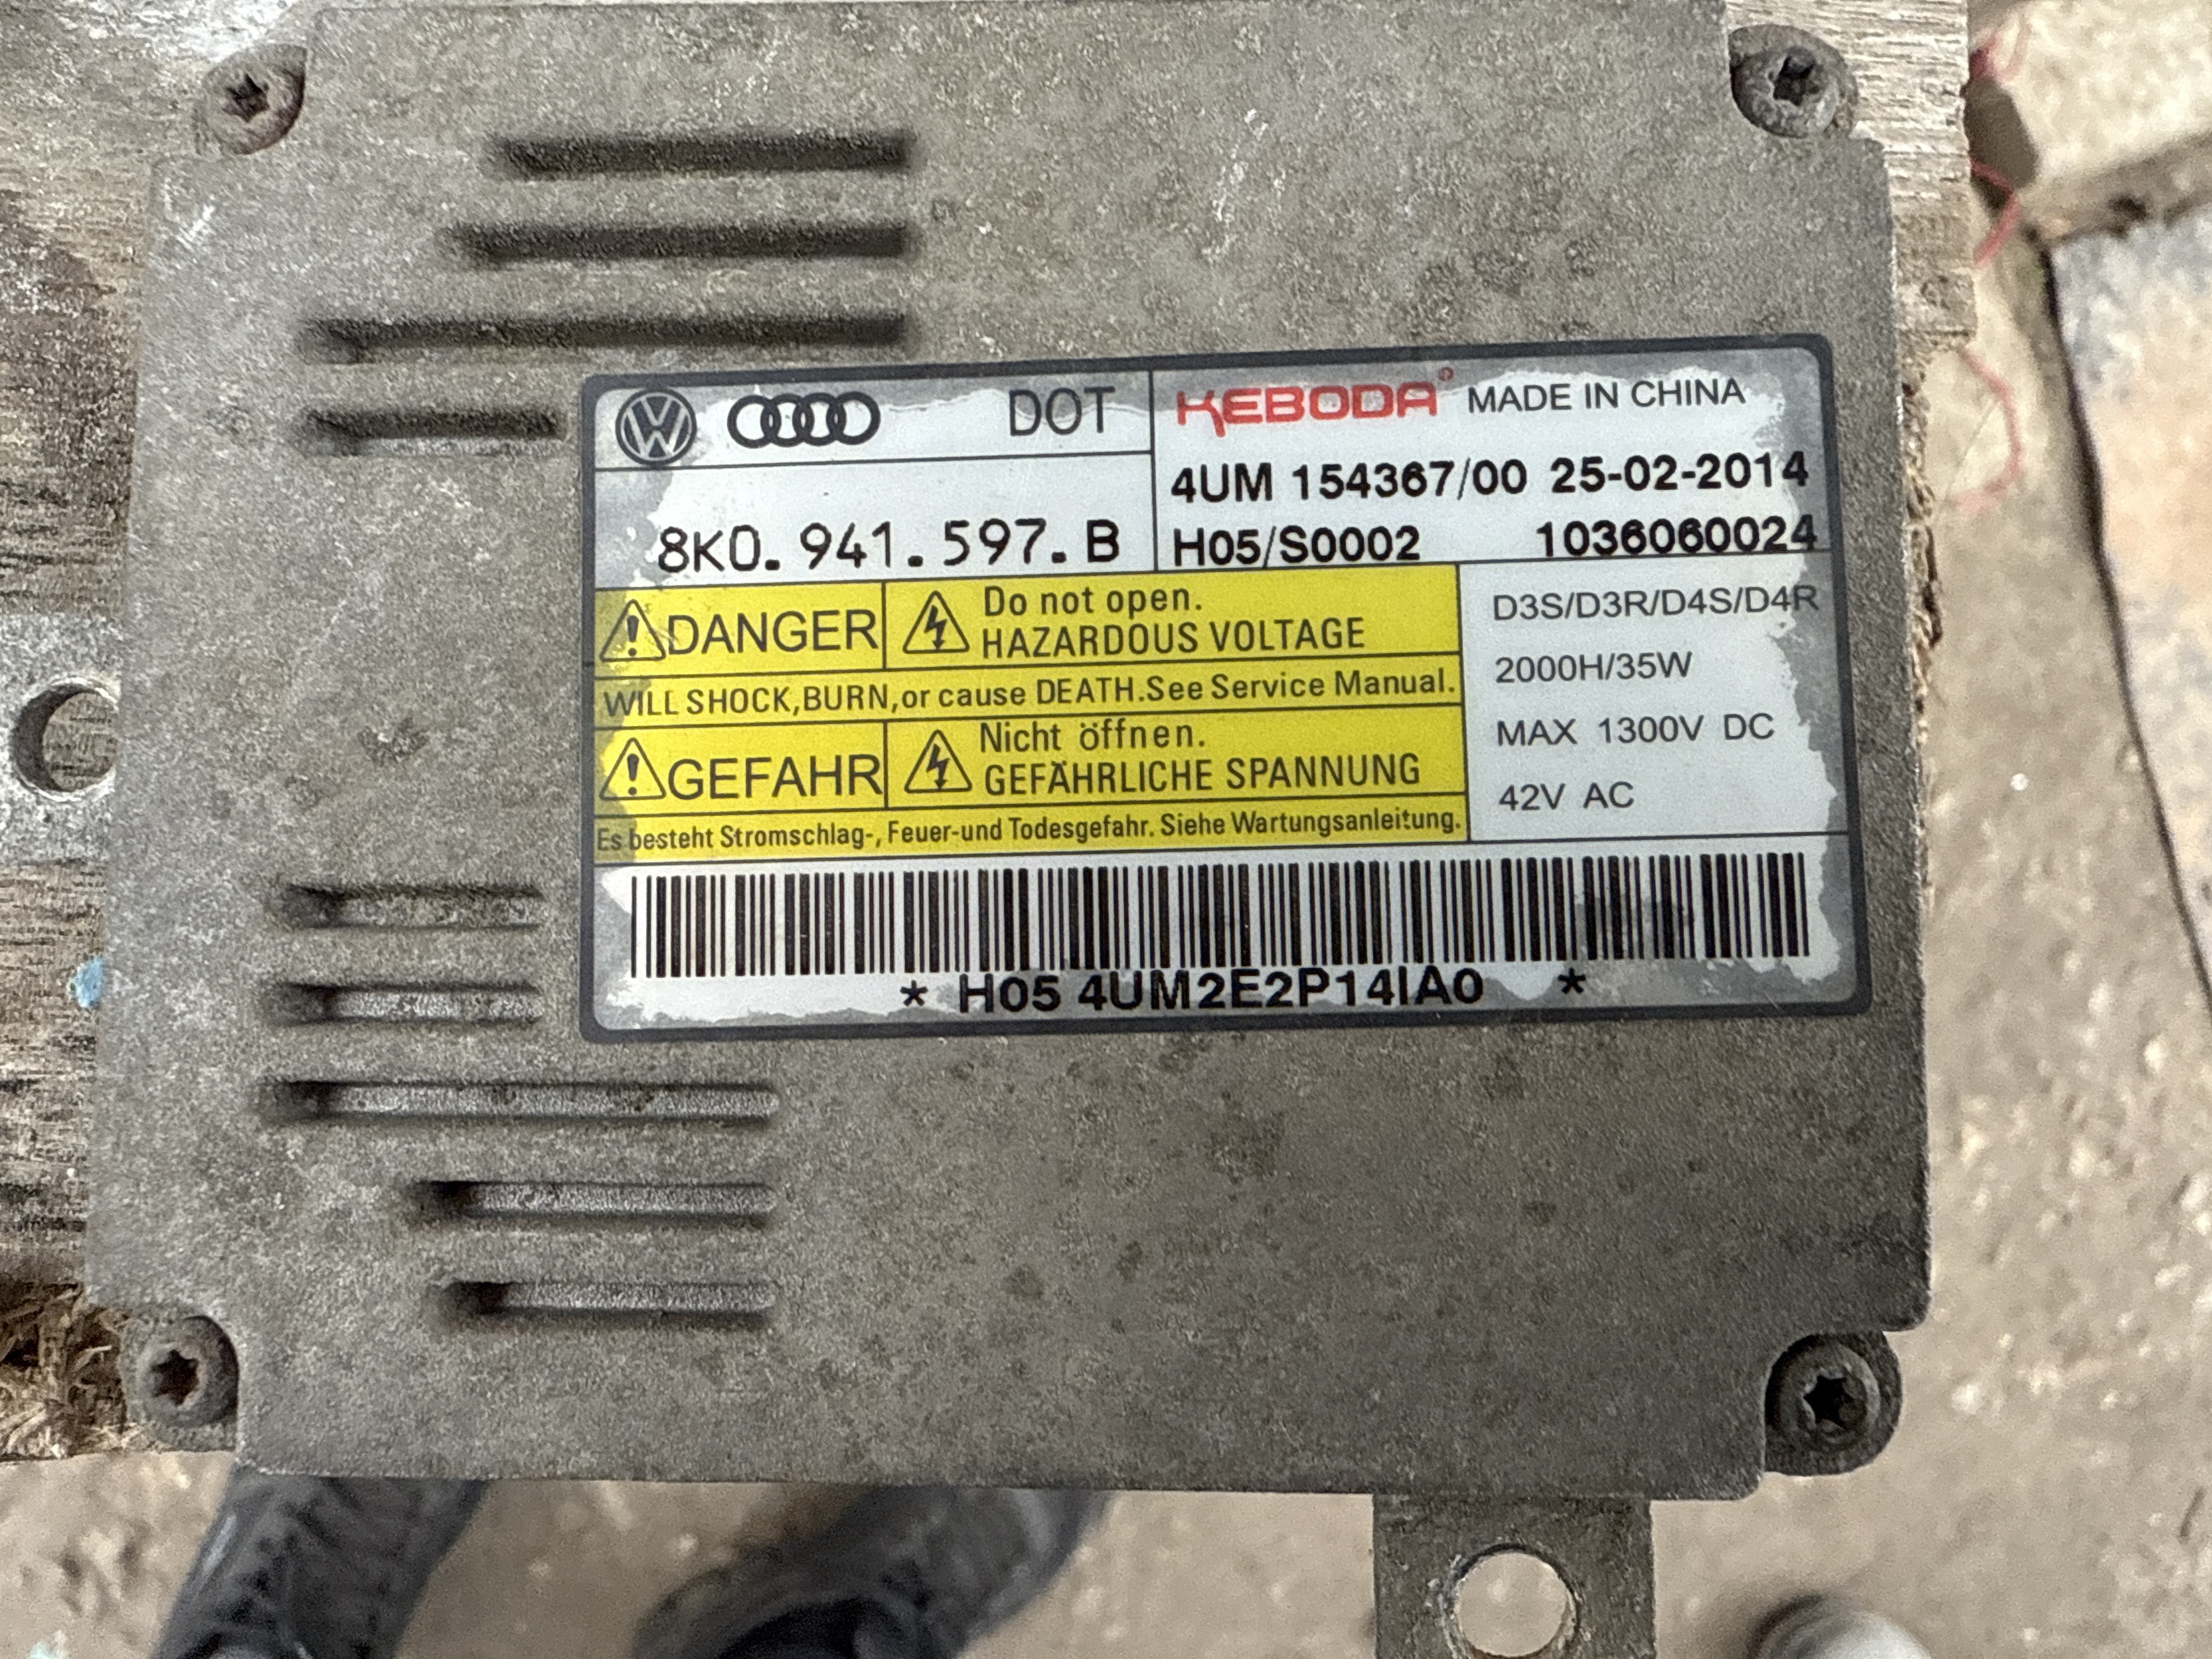 DOT
KEBODA MADE IN CHINA
4UM 154367/00 25-02-2014
8K0.941.597.B
H05/S0002 1036060024
DANGER
Do not open.
HAZARDOUS VOLTAGE
WILL SHOCK,BURN,or cause DEATH.See Service Manual.
GEFAHR
Nicht öffnen.
GEFÄHRLICHE SPANNUNG
Es besteht Stromschlag-, Feuer-und Todesgefahr. Siehe Wartungsanleitung.
D3S/D3R/D4S/D4R
2000H/35W
MAX 1300V DC
42V AC
* H05 4UM2E2P14IA0 *